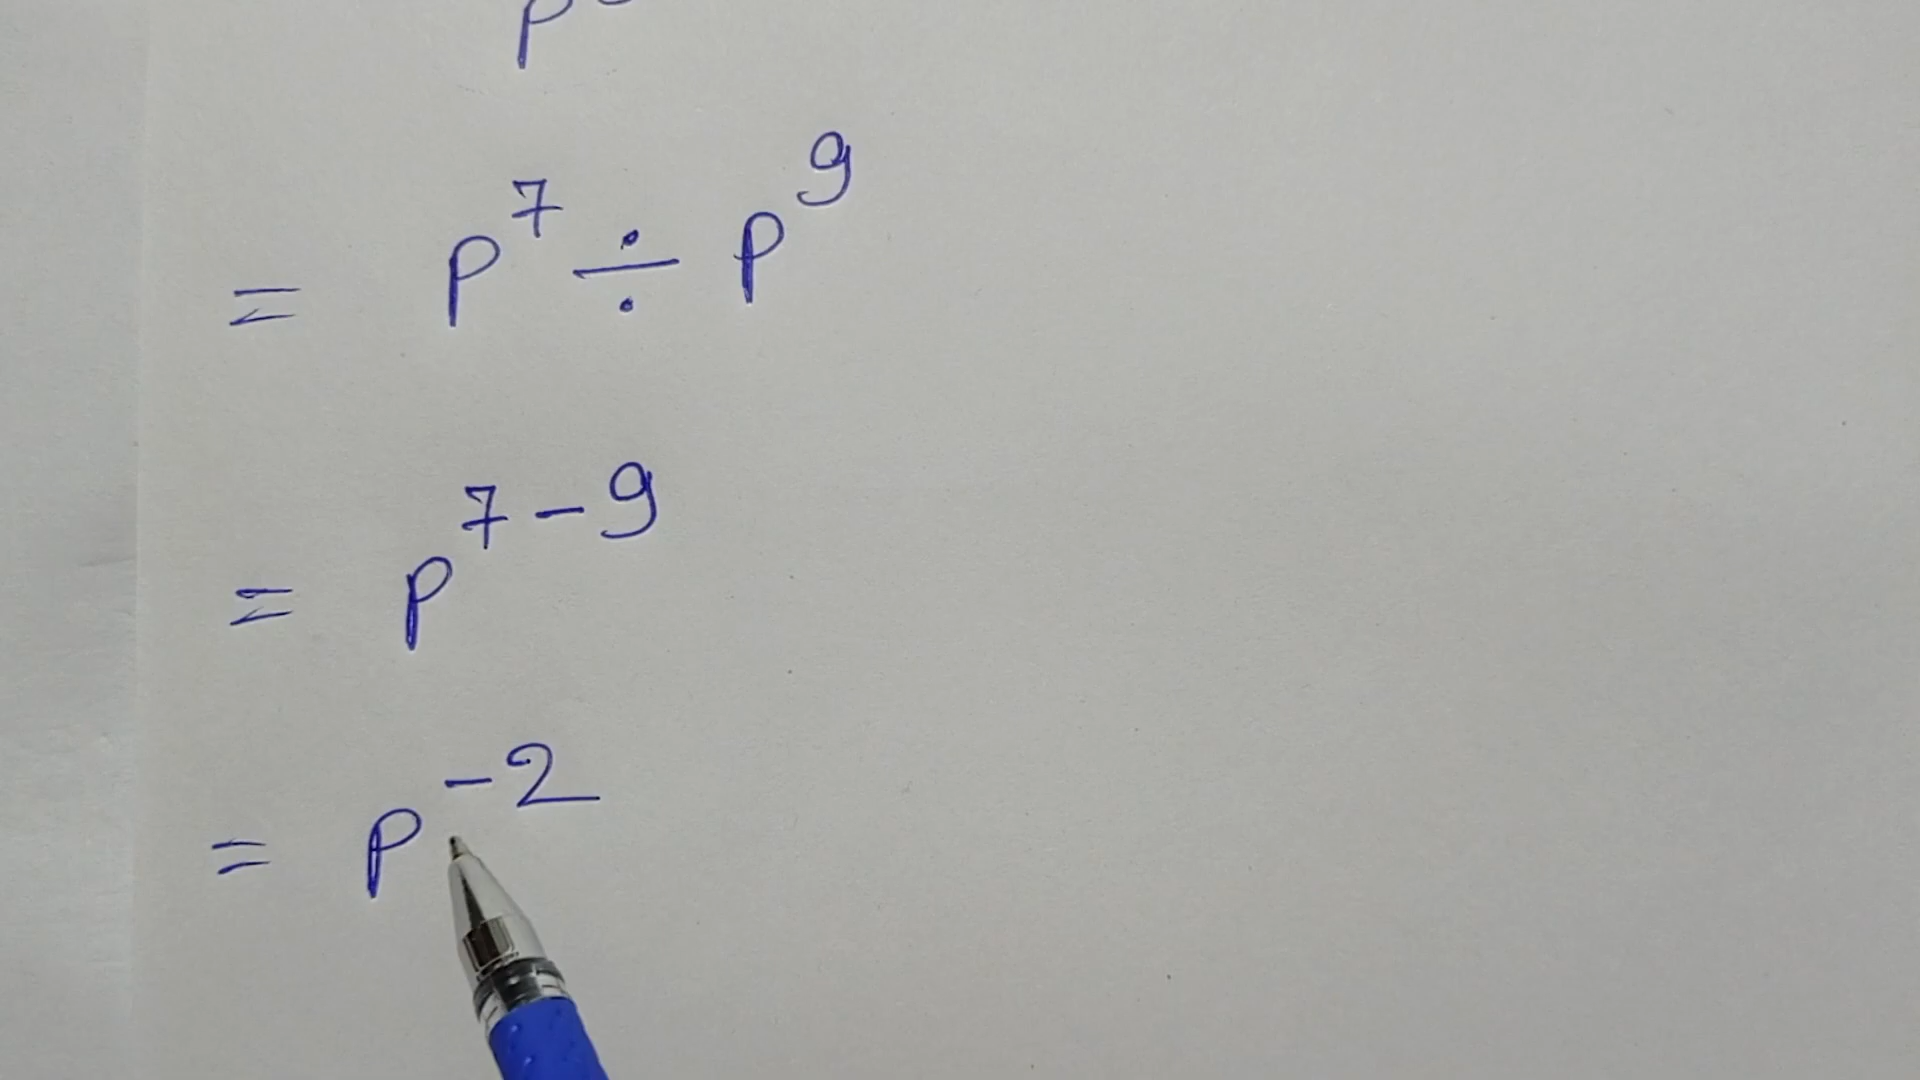 p
= p⁷ ÷ p⁹
= p⁷⁻⁹
= p⁻²